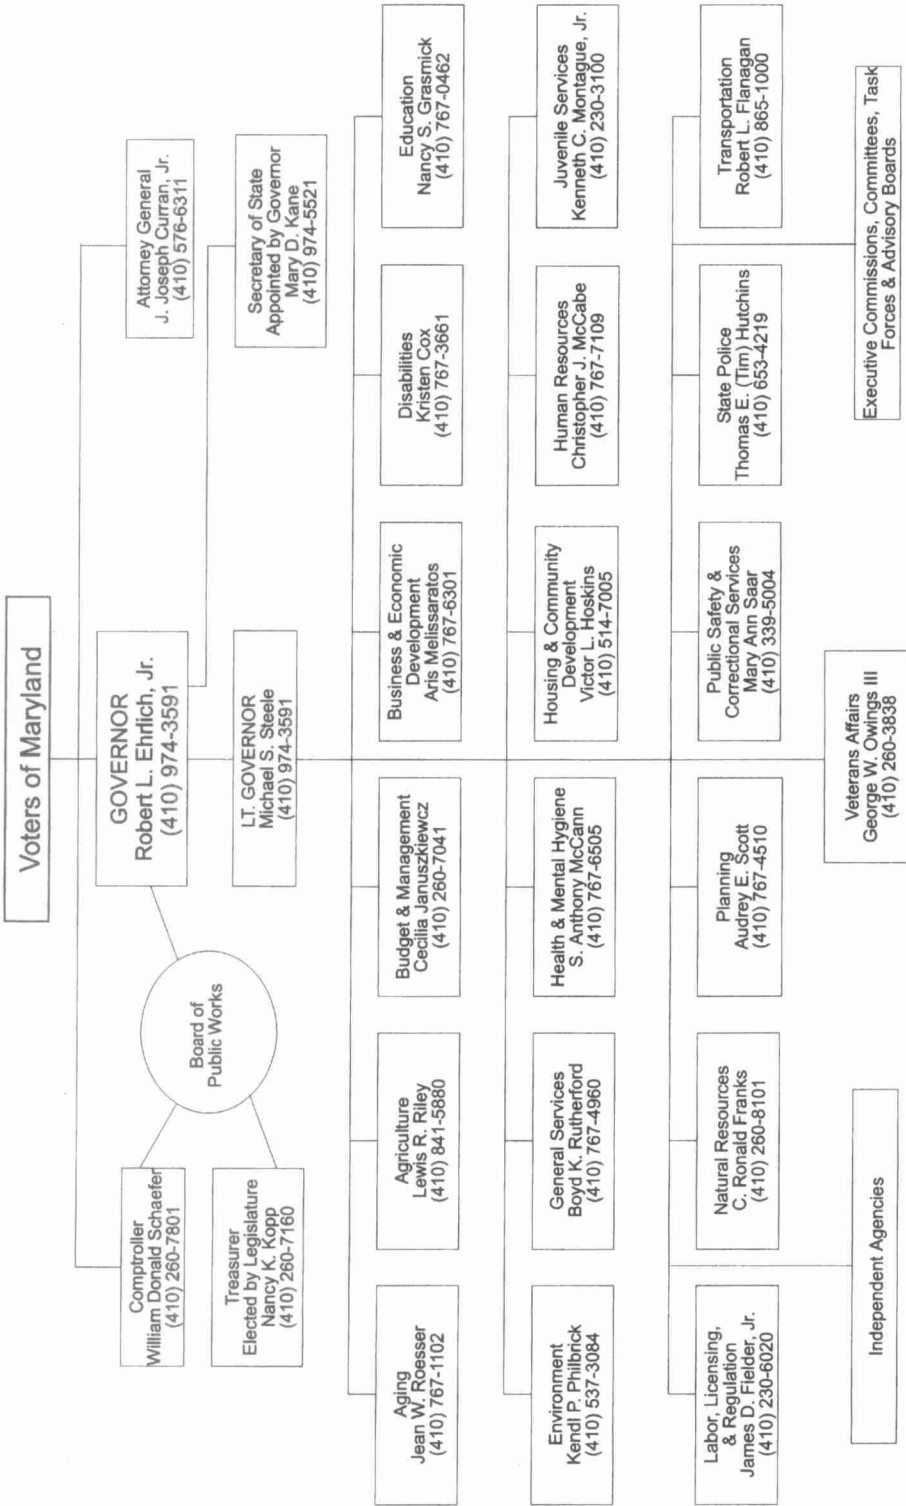 Voters of Maryland
Comptroller
William Donald Schaefer
(410) 260-7801
Treasurer
Elected by Legislature
Nancy K. Kopp
(410) 260-7160
Board of
Public Works
GOVERNOR
Robert L. Ehrlich, Jr.
(410) 974-3591
LT. GOVERNOR
Michael S. Steele
(410) 974-3591
Attorney General
J. Joseph Curran, Jr.
(410) 576-6311
Secretary of State
Appointed by Governor
Mary D. Kane
(410) 974-5521
Aging
Jean W. Roesser
(410) 767-1102
Agriculture
Lewis R. Riley
(410) 841-5880
Budget & Management
Cecilia Januszkiewcz
(410) 260-7041
Business & Economic
Development
Aris Melissaratos
(410) 767-6301
Disabilities
Kristen Cox
(410) 767-3661
Education
Nancy S. Grasmick
(410) 767-0462
Environment
Kendl P. Philbrick
(410) 537-3084
General Services
Boyd K. Rutherford
(410) 767-4960
Health & Mental Hygiene
S. Anthony McCann
(410) 767-6505
Housing & Community
Development
Victor L. Hoskins
(410) 514-7005
Human Resources
Christopher J. McCabe
(410) 767-7109
Juvenile Services
Kenneth C. Montague, Jr.
(410) 230-3100
Labor, Licensing,
& Regulation
James D. Fielder, Jr.
(410) 230-6020
Natural Resources
C. Ronald Franks
(410) 260-8101
Planning
Audrey E. Scott
(410) 767-4510
Public Safety &
Correctional Services
Mary Ann Saar
(410) 339-5004
State Police
Thomas E. (Tim) Hutchins
(410) 653-4219
Transportation
Robert L. Flanagan
(410) 865-1000
Independent Agencies
Veterans Affairs
George W. Owings III
(410) 260-3838
Executive Commissions, Committees, Task
Forces & Advisory Boards